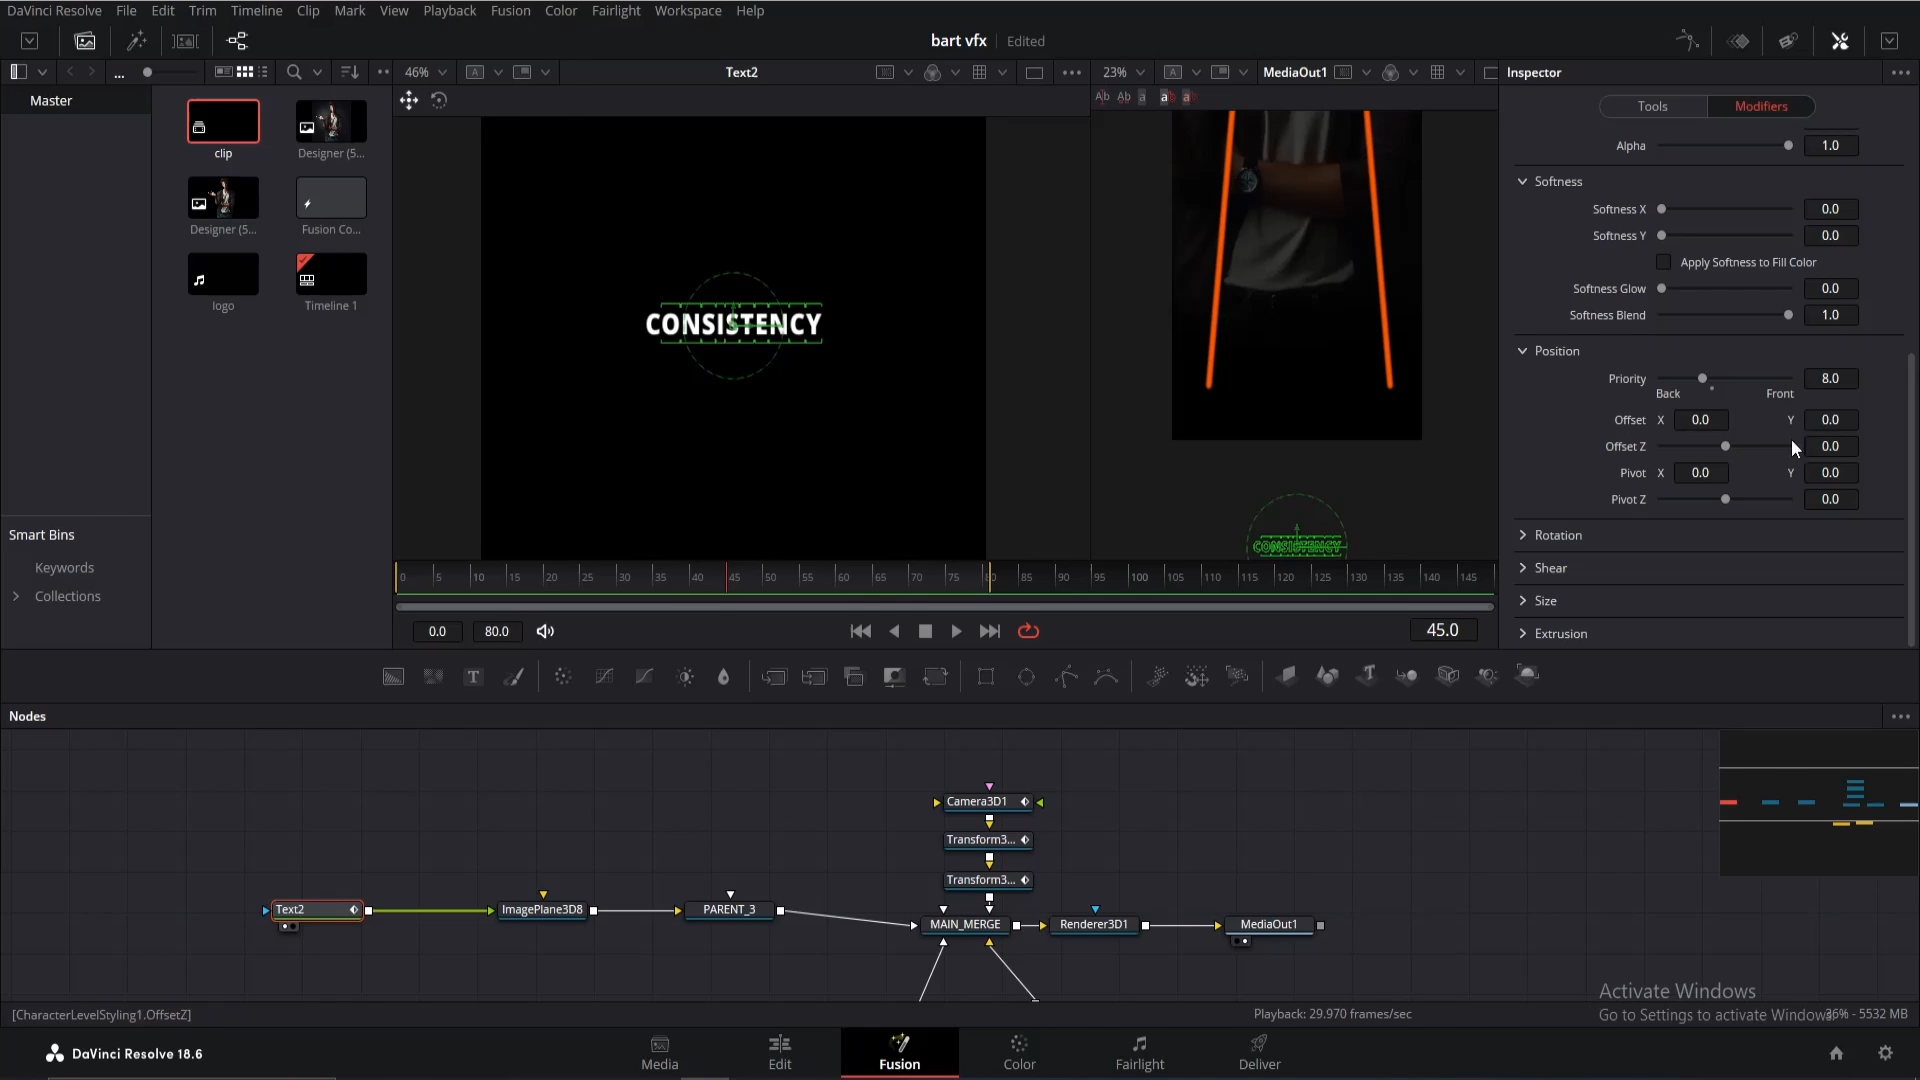 DaVinci Resolve File Edit Trim Timeline Clip Mark View Playback Fusion Color Fairlight Workspace Help
bart vfx Edited
... 46% Text2 23% MediaOut1 Inspector
Master
Tools Modifiers
clip
Designer (5...
Designer (5...
Fusion Co...
logo
Timeline 1
CONSISTENCY
CONSISTENCY
Alpha 1.0
Softness
Softness X 0.0
Softness Y 0.0
Apply Softness to Fill Color
Softness Glow 0.0
Softness Blend 1.0
Position
Priority 8.0
Back Front
Offset X 0.0 Y 0.0
Offset Z 0.0
Pivot X 0.0 Y 0.0
Pivot Z 0.0
Rotation
Shear
Size
Extrusion
Smart Bins
Keywords
Collections
0 5 10 15 20 25 30 35 40 45 50 55 60 65 70 75 85 90 95 100 105 110 115 120 125 130 135 140 145
0.0 80.0 45.0
Nodes
Camera3D1
Transform3...
Transform3...
Text2 ImagePlane3D8 PARENT_3 MAIN_MERGE Renderer3D1 MediaOut1
Activate Windows
Go to Settings to activate Windows.
[CharacterLevelStyling1.OffsetZ] Playback: 29.970 frames/sec 36% - 5532 MB
DaVinci Resolve 18.6
Media Edit Fusion Color Fairlight Deliver